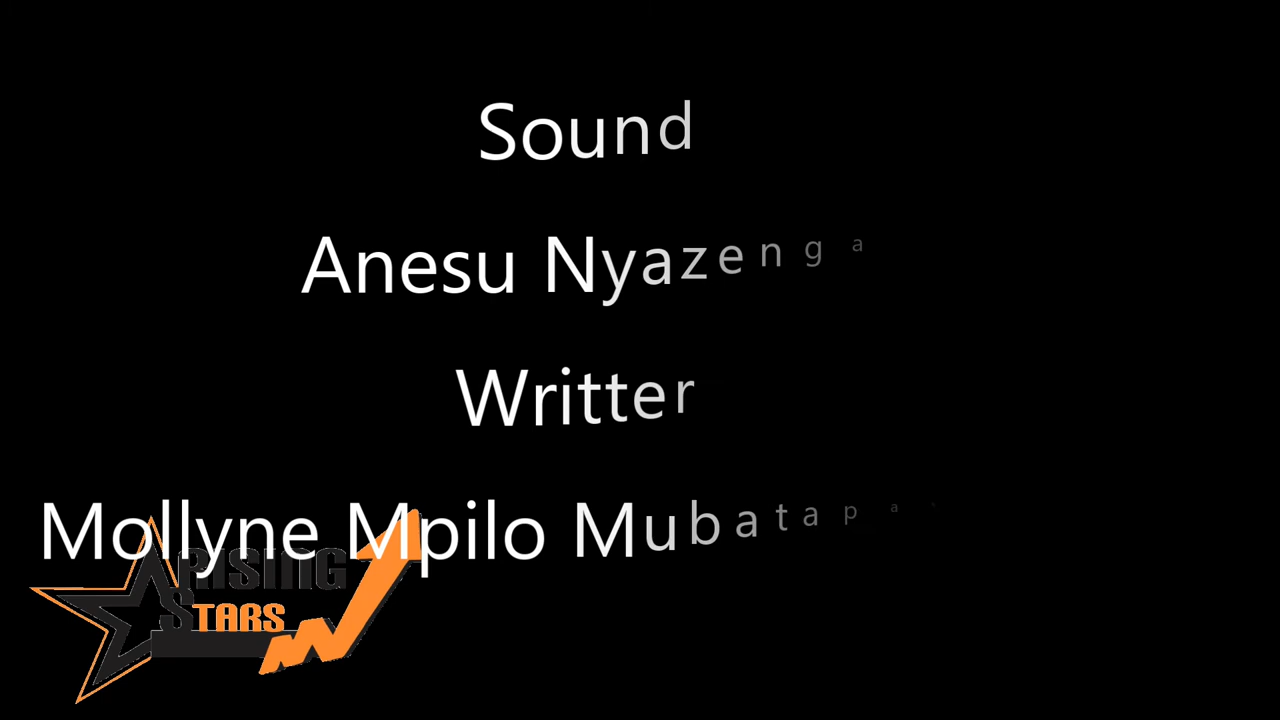 Sound
Anesu Nyazenga
Writter
Mollyne Mpilo
RISING
STARS